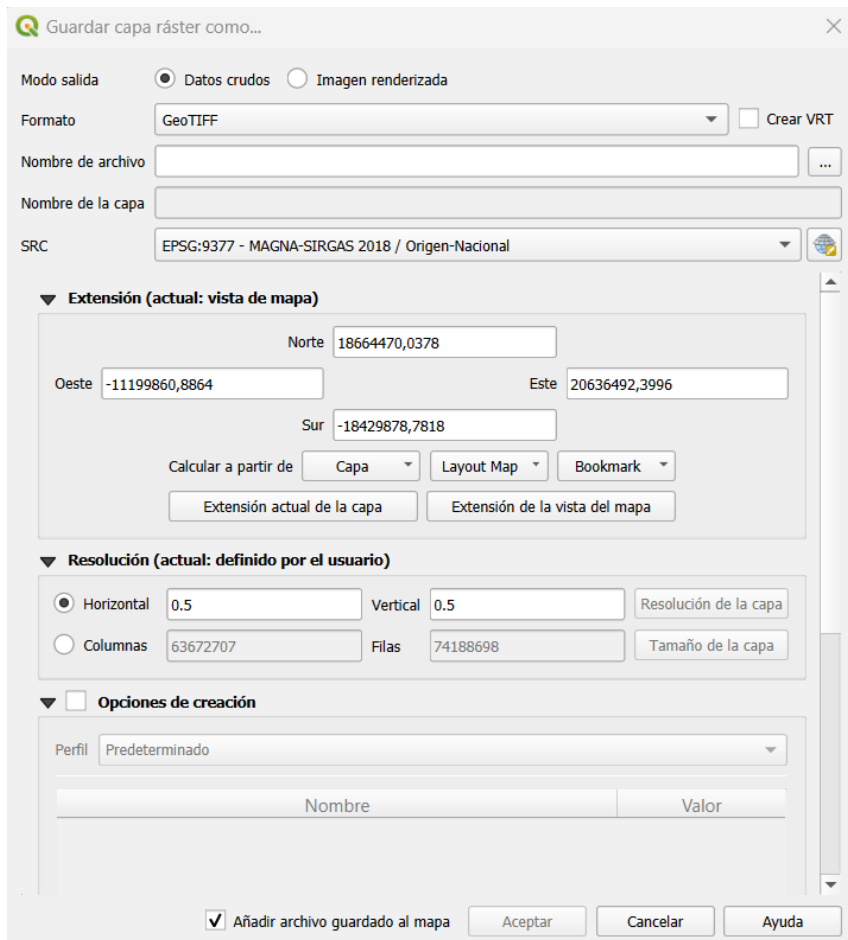 Guardar capa ráster como...
Modo salida Datos crudos Imagen renderizada
Formato GeoTIFF Crear VRT
Nombre de archivo ...
Nombre de la capa
SRC EPSG:9377 - MAGNA-SIRGAS 2018 / Origen-Nacional
Extensión (actual: vista de mapa)
Norte 18664470,0378
Oeste -11199860,8864 Este 20636492,3996
Sur -18429878,7818
Calcular a partir de Capa Layout Map Bookmark
Extensión actual de la capa Extensión de la vista del mapa
Resolución (actual: definido por el usuario)
Horizontal 0.5 Vertical 0.5 Resolución de la capa
Columnas 63672707 Filas 74188698 Tamaño de la capa
Opciones de creación
Perfil Predeterminado
Nombre Valor
Añadir archivo guardado al mapa Aceptar Cancelar Ayuda